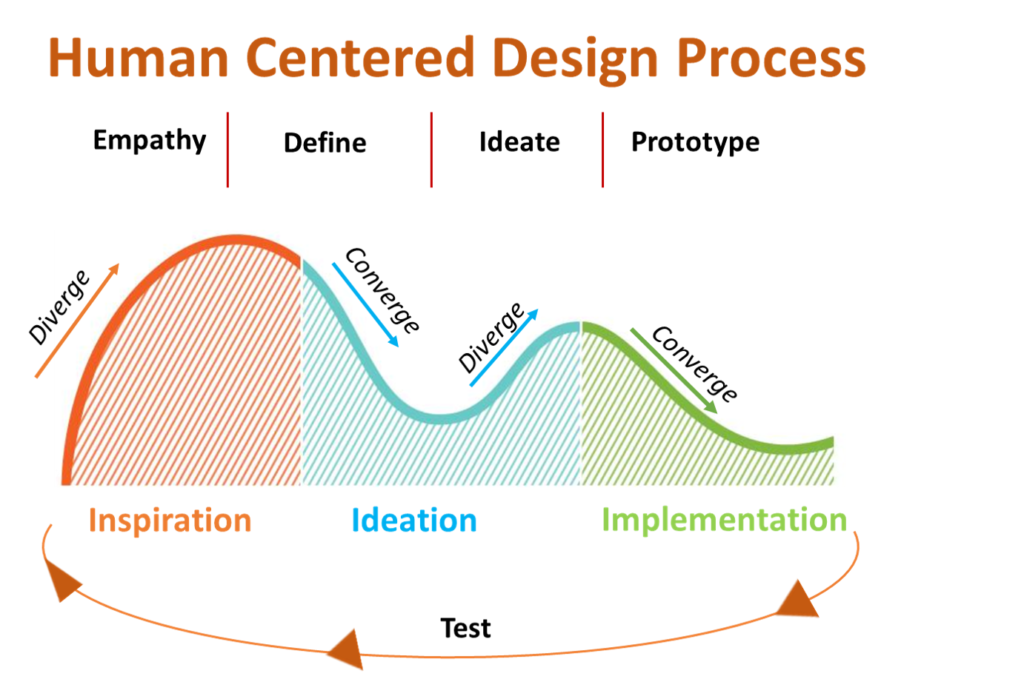 Human Centered Design Process
Empathy
Define
Ideate
Prototype
Diverge
Converge
Diverge
Converge
Inspiration
Ideation
Implementation
Test